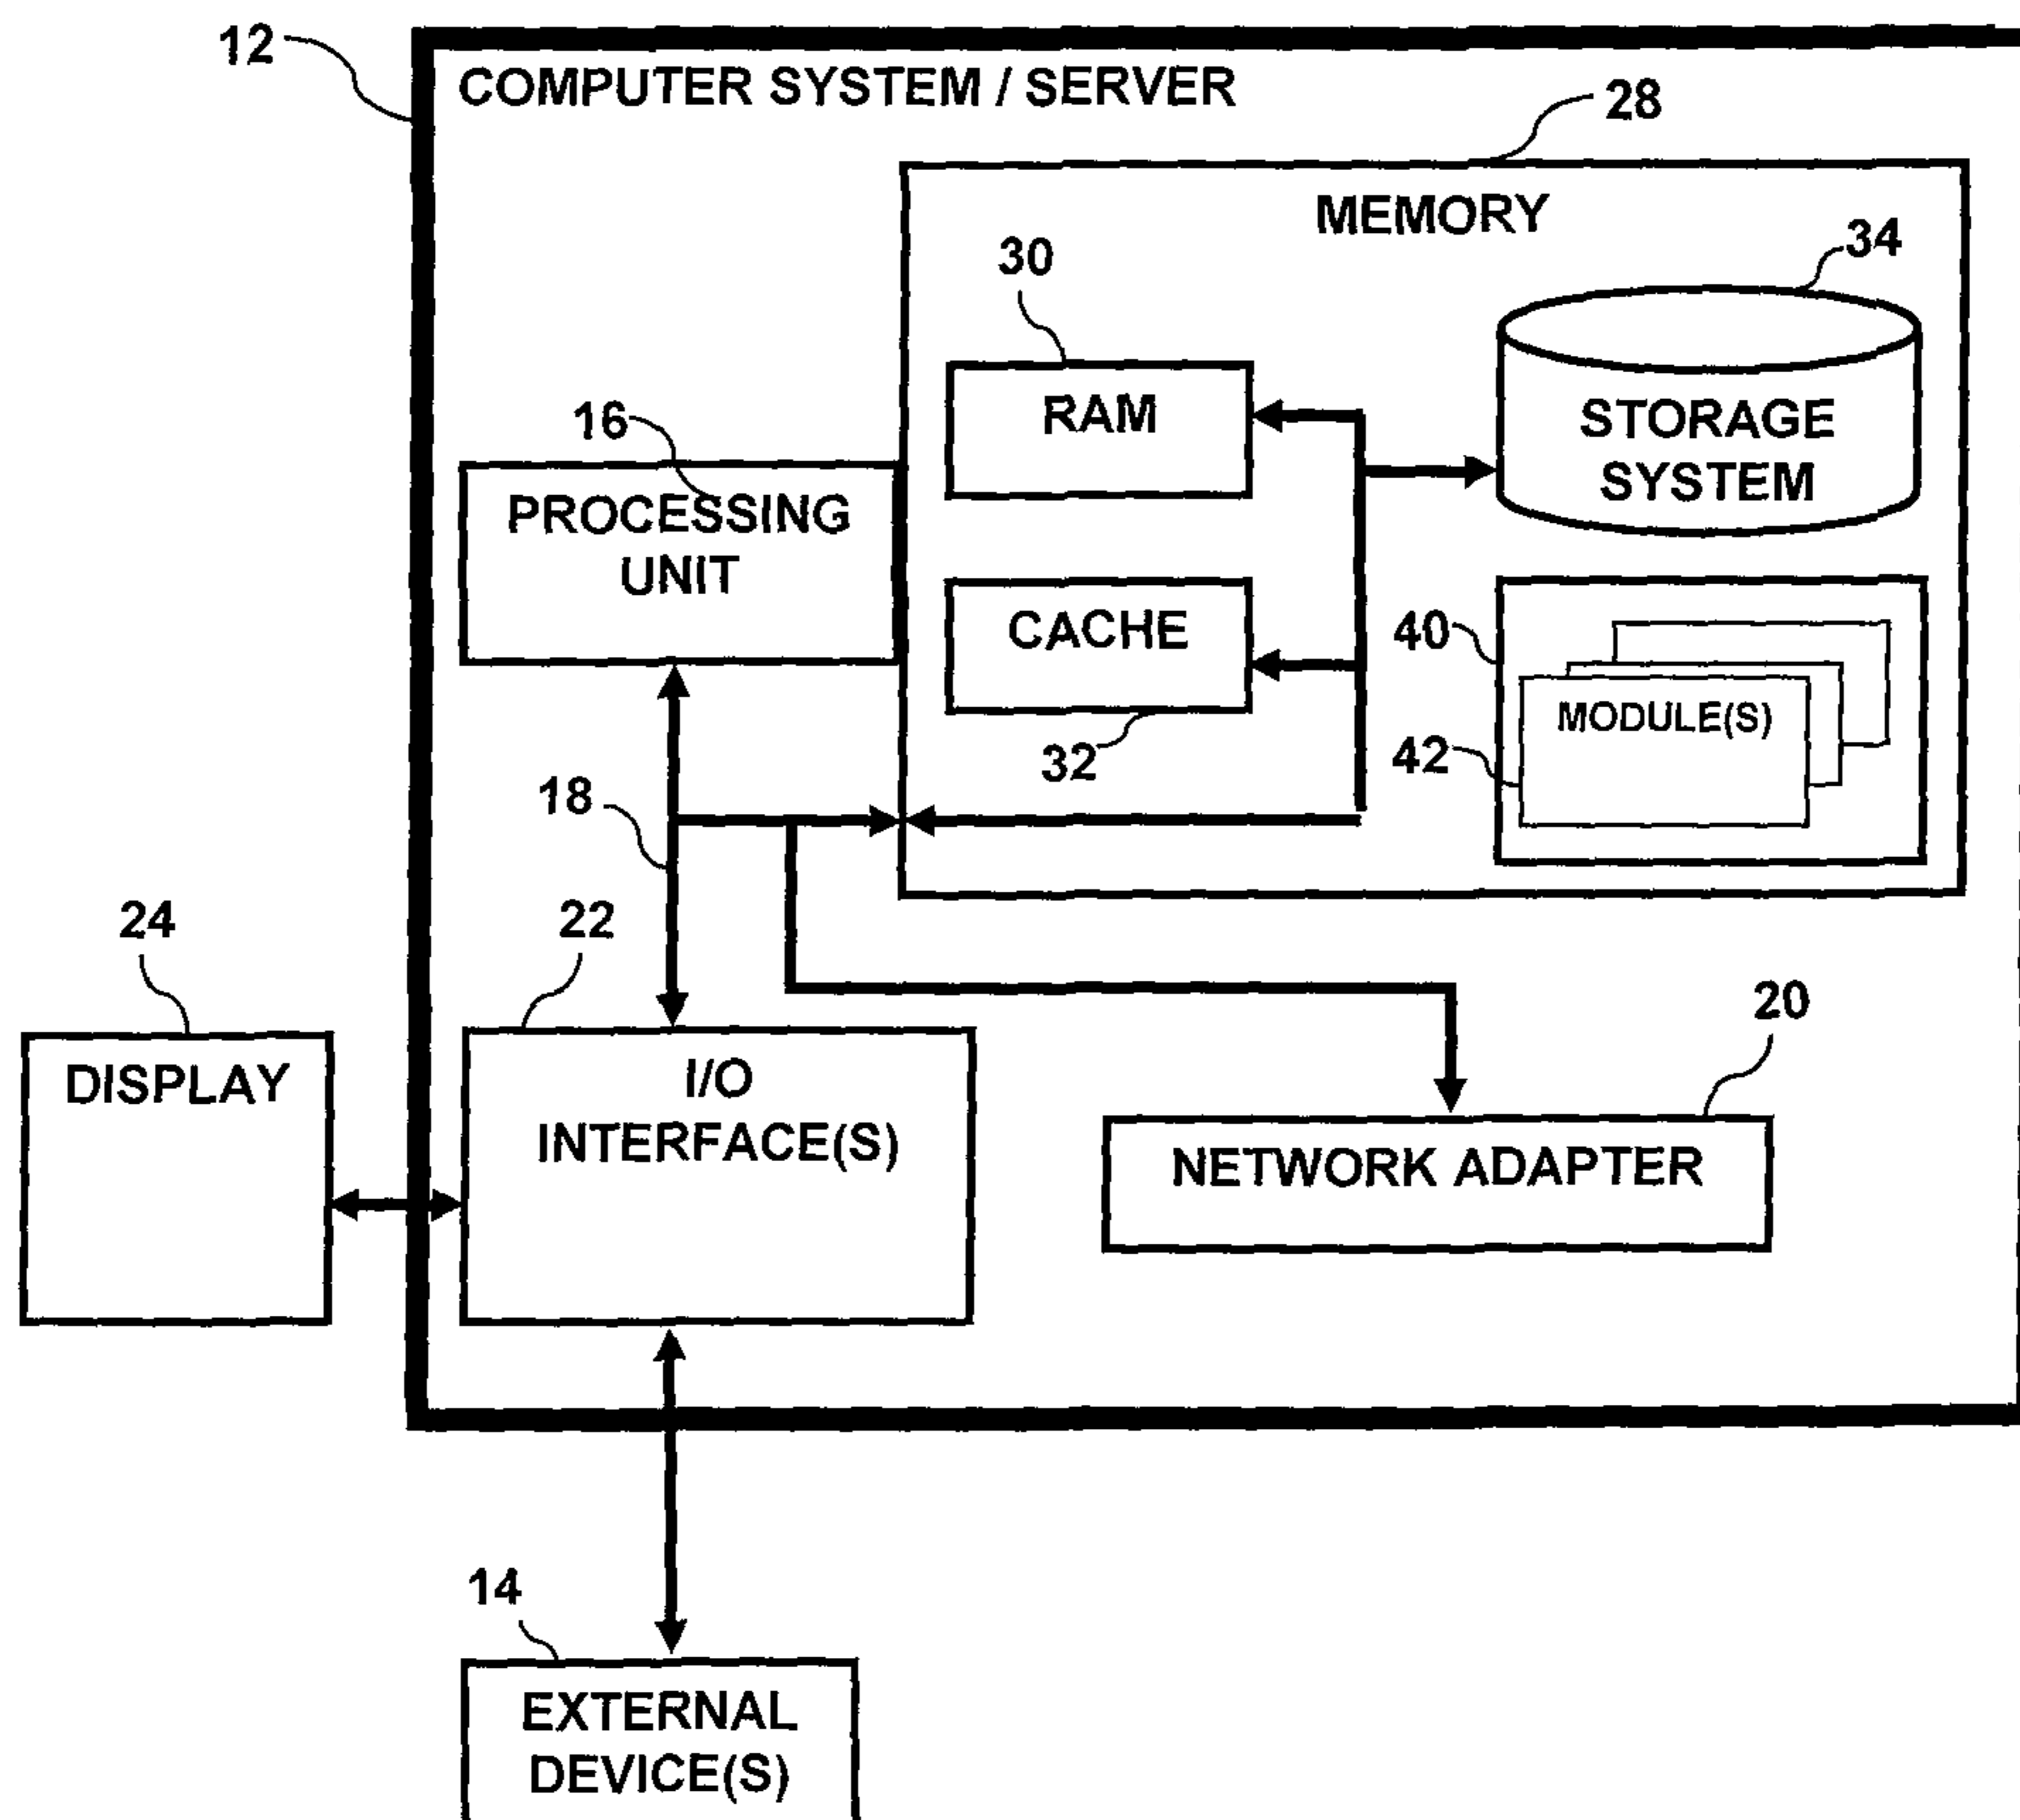 12
COMPUTER SYSTEM / SERVER
28
MEMORY
30
34
RAM
STORAGE
SYSTEM
16
PROCESSING
UNIT
CACHE
40
MODULE(S)
32
42
18
24
22
20
DISPLAY
I/O
INTERFACE(S)
NETWORK ADAPTER
14
EXTERNAL
DEVICE(S)